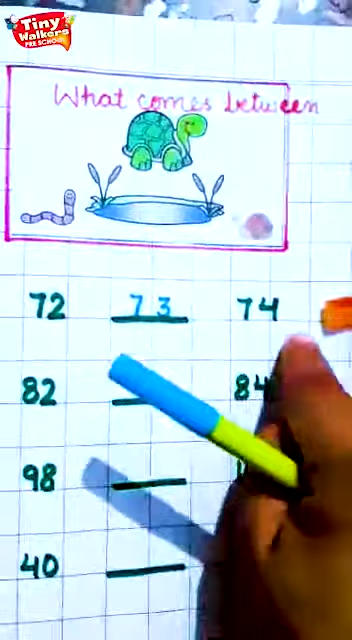 Tiny
Walkers
PRE SCHOOL
What comes between
72 73 74
82 84
98
40